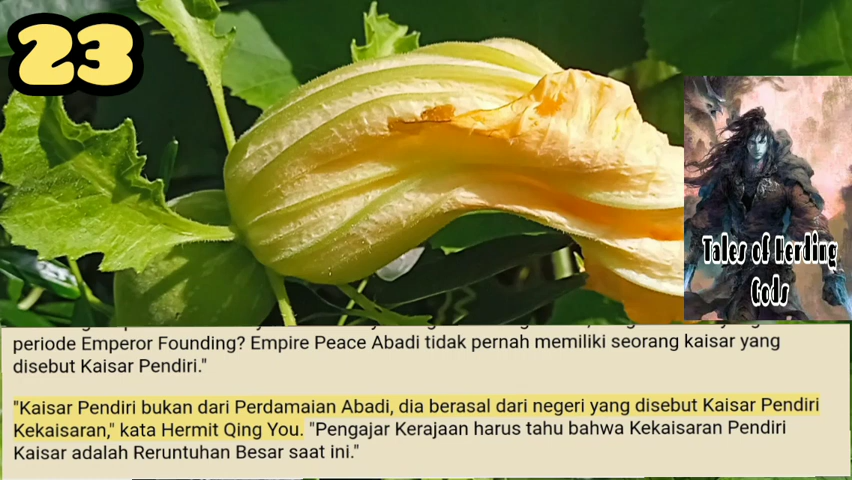 23
Tales of Herding
Gods
periode Emperor Founding? Empire Peace Abadi tidak pernah memiliki seorang kaisar yang
disebut Kaisar Pendiri."
"Kaisar Pendiri bukan dari Perdamaian Abadi, dia berasal dari negeri yang disebut Kaisar Pendiri
Kekaisaran," kata Hermit Qing You. "Pengajar Kerajaan harus tahu bahwa Kekaisaran Pendiri
Kaisar adalah Reruntuhan Besar saat ini."